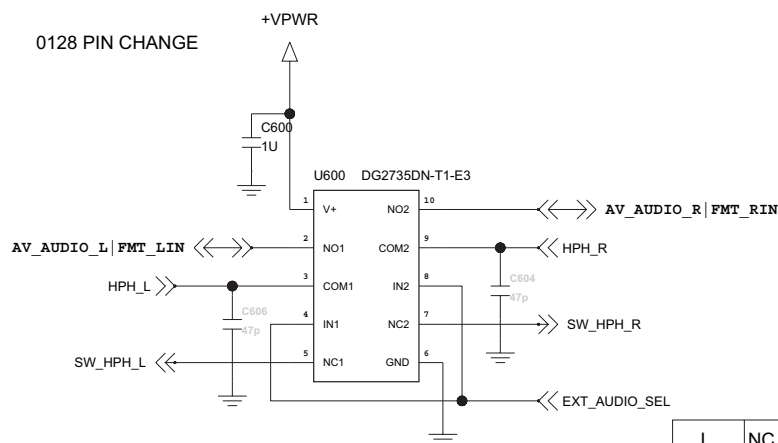 +VPWR
0128 PIN CHANGE
C600
1U
U600 DG2735DN-T1-E3
1 V+ NO2 10
AV_AUDIO_R|FMT_RIN
AV_AUDIO_L|FMT_LIN
2 NO1 COM2 9
HPH_R
HPH_L
3 COM1 IN2 8
C604
47p
C606
47p
4 IN1 NC2 7
SW_HPH_R
SW_HPH_L
5 NC1 GND 6
EXT_AUDIO_SEL
L NC